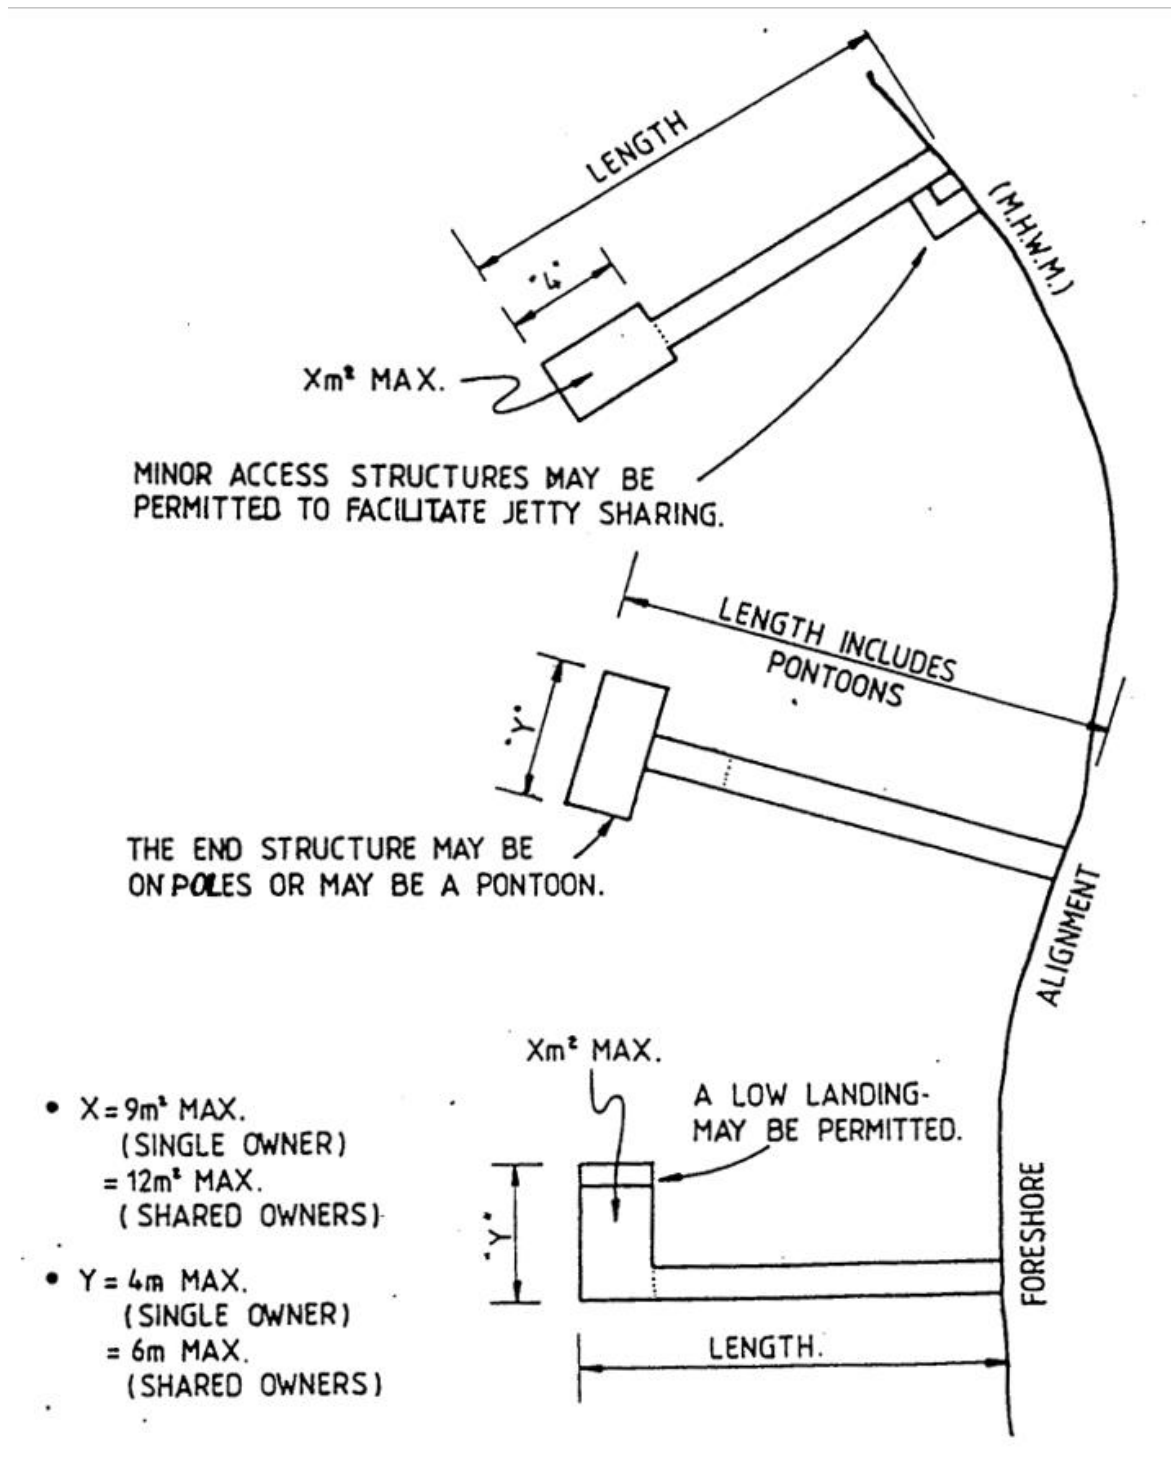 LENGTH
(M.H.W.M.)
"4"
Xm² MAX.
MINOR ACCESS STRUCTURES MAY BE
PERMITTED TO FACILITATE JETTY SHARING.
LENGTH INCLUDES
PONTOONS
"Y"
THE END STRUCTURE MAY BE
ON POLES OR MAY BE A PONTOON.
ALIGNMENT
Xm² MAX.
A LOW LANDING-
MAY BE PERMITTED.
• X = 9m² MAX.
(SINGLE OWNER)
= 12m² MAX.
(SHARED OWNERS)
"Y"
FORESHORE
• Y = 4m MAX.
(SINGLE OWNER)
= 6m MAX.
(SHARED OWNERS)
LENGTH.